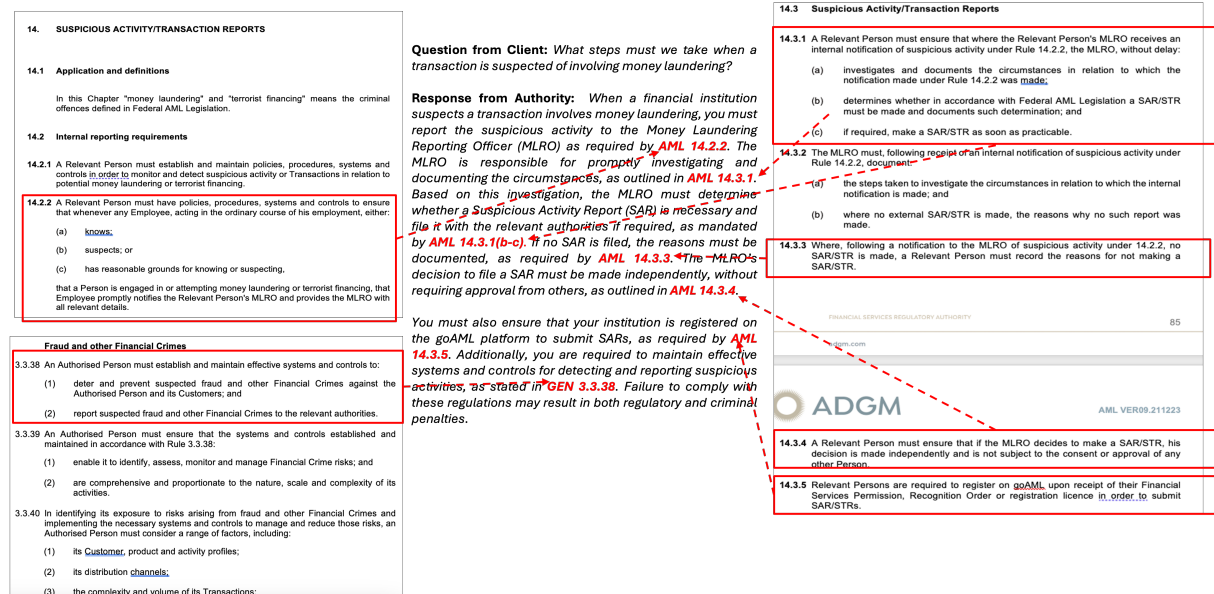 14. SUSPICIOUS ACTIVITY/TRANSACTION REPORTS
14.1 Application and definitions
In this Chapter "money laundering" and "terrorist financing" means the criminal
offences defined in Federal AML Legislation.
14.2 Internal reporting requirements
14.2.1 A Relevant Person must establish and maintain policies, procedures, systems and
controls in order to monitor and detect suspicious activity or Transactions in relation to
potential money laundering or terrorist financing.
14.2.2 A Relevant Person must have policies, procedures, systems and controls to ensure
that whenever any Employee, acting in the ordinary course of his employment, either:
(a) knows;
(b) suspects; or
(c) has reasonable grounds for knowing or suspecting,
that a Person is engaged in or attempting money laundering or terrorist financing, that
Employee promptly notifies the Relevant Person's MLRO and provides the MLRO with
all relevant details.
Fraud and other Financial Crimes
3.3.38 An Authorised Person must establish and maintain effective systems and controls to:
(1) deter and prevent suspected fraud and other Financial Crimes against the
Authorised Person and its Customers; and
(2) report suspected fraud and other Financial Crimes to the relevant authorities.
3.3.39 An Authorised Person must ensure that the systems and controls established and
maintained in accordance with Rule 3.3.38:
(1) enable it to identify, assess, monitor and manage Financial Crime risks; and
(2) are comprehensive and proportionate to the nature, scale and complexity of its
activities.
3.3.40 In identifying its exposure to risks arising from fraud and other Financial Crimes and
implementing the necessary systems and controls to manage and reduce those risks, an
Authorised Person must consider a range of factors, including:
(1) its Customer, product and activity profiles;
(2) its distribution channels;
(3) the complexity and volume of its Transactions;
Question from Client: What steps must we take when a
transaction is suspected of involving money laundering?
Response from Authority: When a financial institution
suspects a transaction involves money laundering, you must
report the suspicious activity to the Money Laundering
Reporting Officer (MLRO) as required by AML 14.2.2. The
MLRO is responsible for promptly investigating and
documenting the circumstances, as outlined in AML 14.3.1.
Based on this investigation, the MLRO must determine
whether a Suspicious Activity Report (SAR) is necessary and
file it with the relevant authorities if required, as mandated
by AML 14.3.1(b-c). If no SAR is filed, the reasons must be
documented, as required by AML 14.3.3. The MLRO's
decision to file a SAR must be made independently, without
requiring approval from others, as outlined in AML 14.3.4.
You must also ensure that your institution is registered on
the goAML platform to submit SARs, as required by AML
14.3.5. Additionally, you are required to maintain effective
systems and controls for detecting and reporting suspicious
activities, as stated in GEN 3.3.38. Failure to comply with
these regulations may result in both regulatory and criminal
penalties.
14.3 Suspicious Activity/Transaction Reports
14.3.1 A Relevant Person must ensure that where the Relevant Person's MLRO receives an
internal notification of suspicious activity under Rule 14.2.2, the MLRO, without delay:
(a) investigates and documents the circumstances in relation to which the
notification made under Rule 14.2.2 was made;
(b) determines whether in accordance with Federal AML Legislation a SAR/STR
must be made and documents such determination; and
(c) if required, make a SAR/STR as soon as practicable.
14.3.2 The MLRO must, following receipt of an internal notification of suspicious activity under
Rule 14.2.2, document:
(a) the steps taken to investigate the circumstances in relation to which the internal
notification is made; and
(b) where no external SAR/STR is made, the reasons why no such report was
made.
14.3.3 Where, following a notification to the MLRO of suspicious activity under 14.2.2, no
SAR/STR is made, a Relevant Person must record the reasons for not making a
SAR/STR.
FINANCIAL SERVICES REGULATORY AUTHORITY
85
adgm.com
ADGM
AML VER09.211223
14.3.4 A Relevant Person must ensure that if the MLRO decides to make a SAR/STR, his
decision is made independently and is not subject to the consent or approval of any
other Person.
14.3.5 Relevant Persons are required to register on goAML upon receipt of their Financial
Services Permission, Recognition Order or registration licence in order to submit
SAR/STRs.